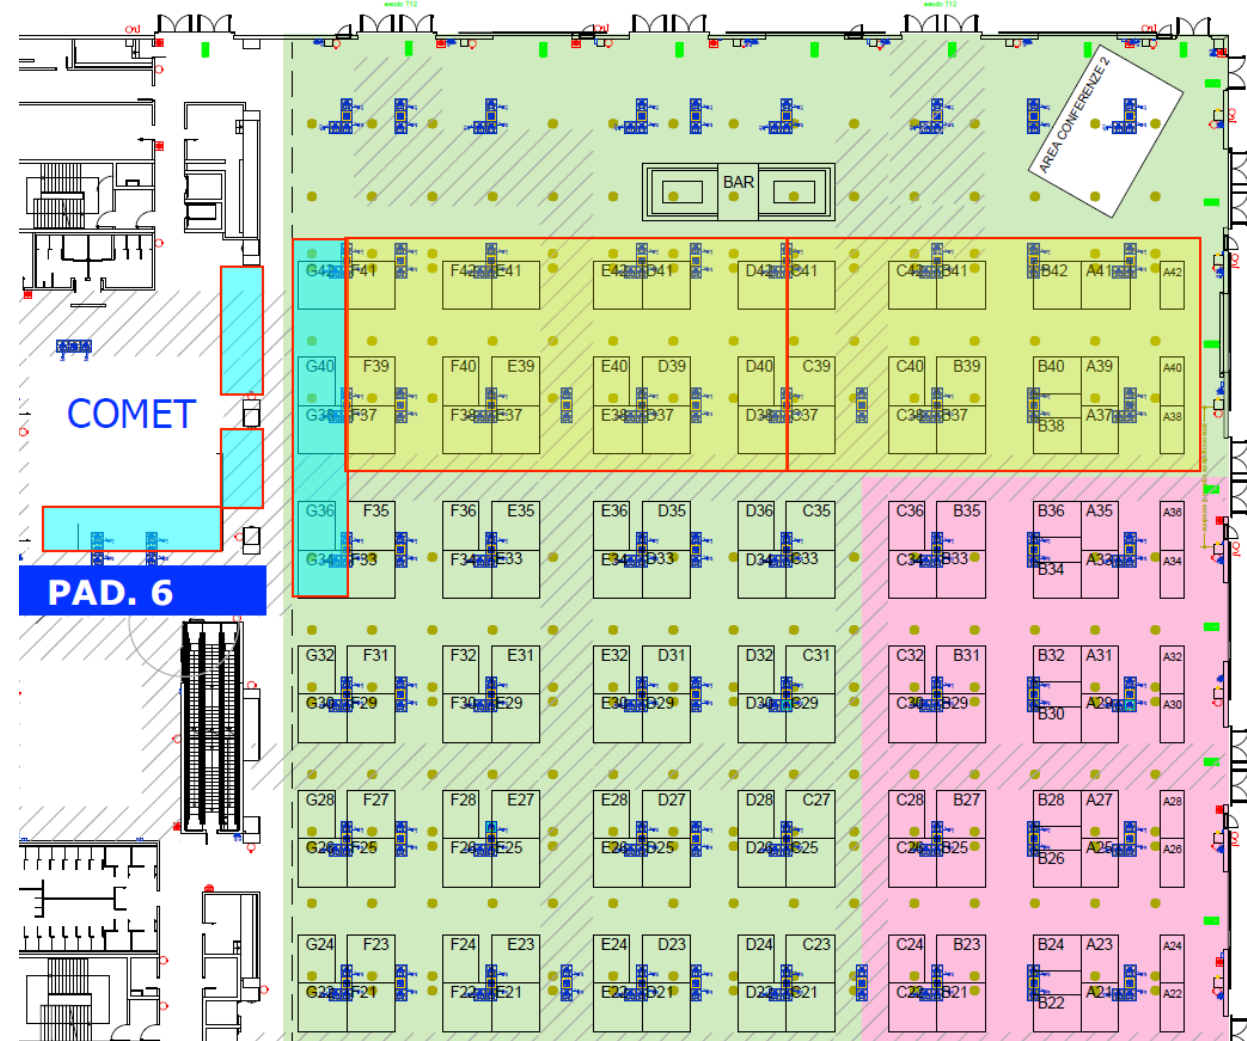 esodo T12
esodo T12
AREA CONFERENZE 2
BAR
G42 F41 F42 E41 E42 D41 D42 C41 C42 B41 B42 A41 A42
G40 F39 F40 E39 E40 D39 D40 C39 C40 B39 B40 A39 A40
G38 F37 F38 E37 E38 D37 D38 C37 C38 B37 B38 A37 A38
COMET
G36 F35 F36 E35 E36 D35 D36 C35 C36 B35 B36 A35 A36
G34 F33 F34 E33 E34 D33 D34 C33 C34 B33 B34 A33 A34
PAD. 6
G32 F31 F32 E31 E32 D31 D32 C31 C32 B31 B32 A31 A32
G30 F29 F30 E29 E30 D29 D30 C29 C30 B29 B30 A29 A30
G28 F27 F28 E27 E28 D27 D28 C27 C28 B27 B28 A27 A28
G26 F25 F26 E25 E26 D25 D26 C25 C26 B25 B26 A25 A26
G24 F23 F24 E23 E24 D23 D24 C23 C24 B23 B24 A23 A24
G22 F21 F22 E21 E22 D21 D22 C21 C22 B21 B22 A21 A22